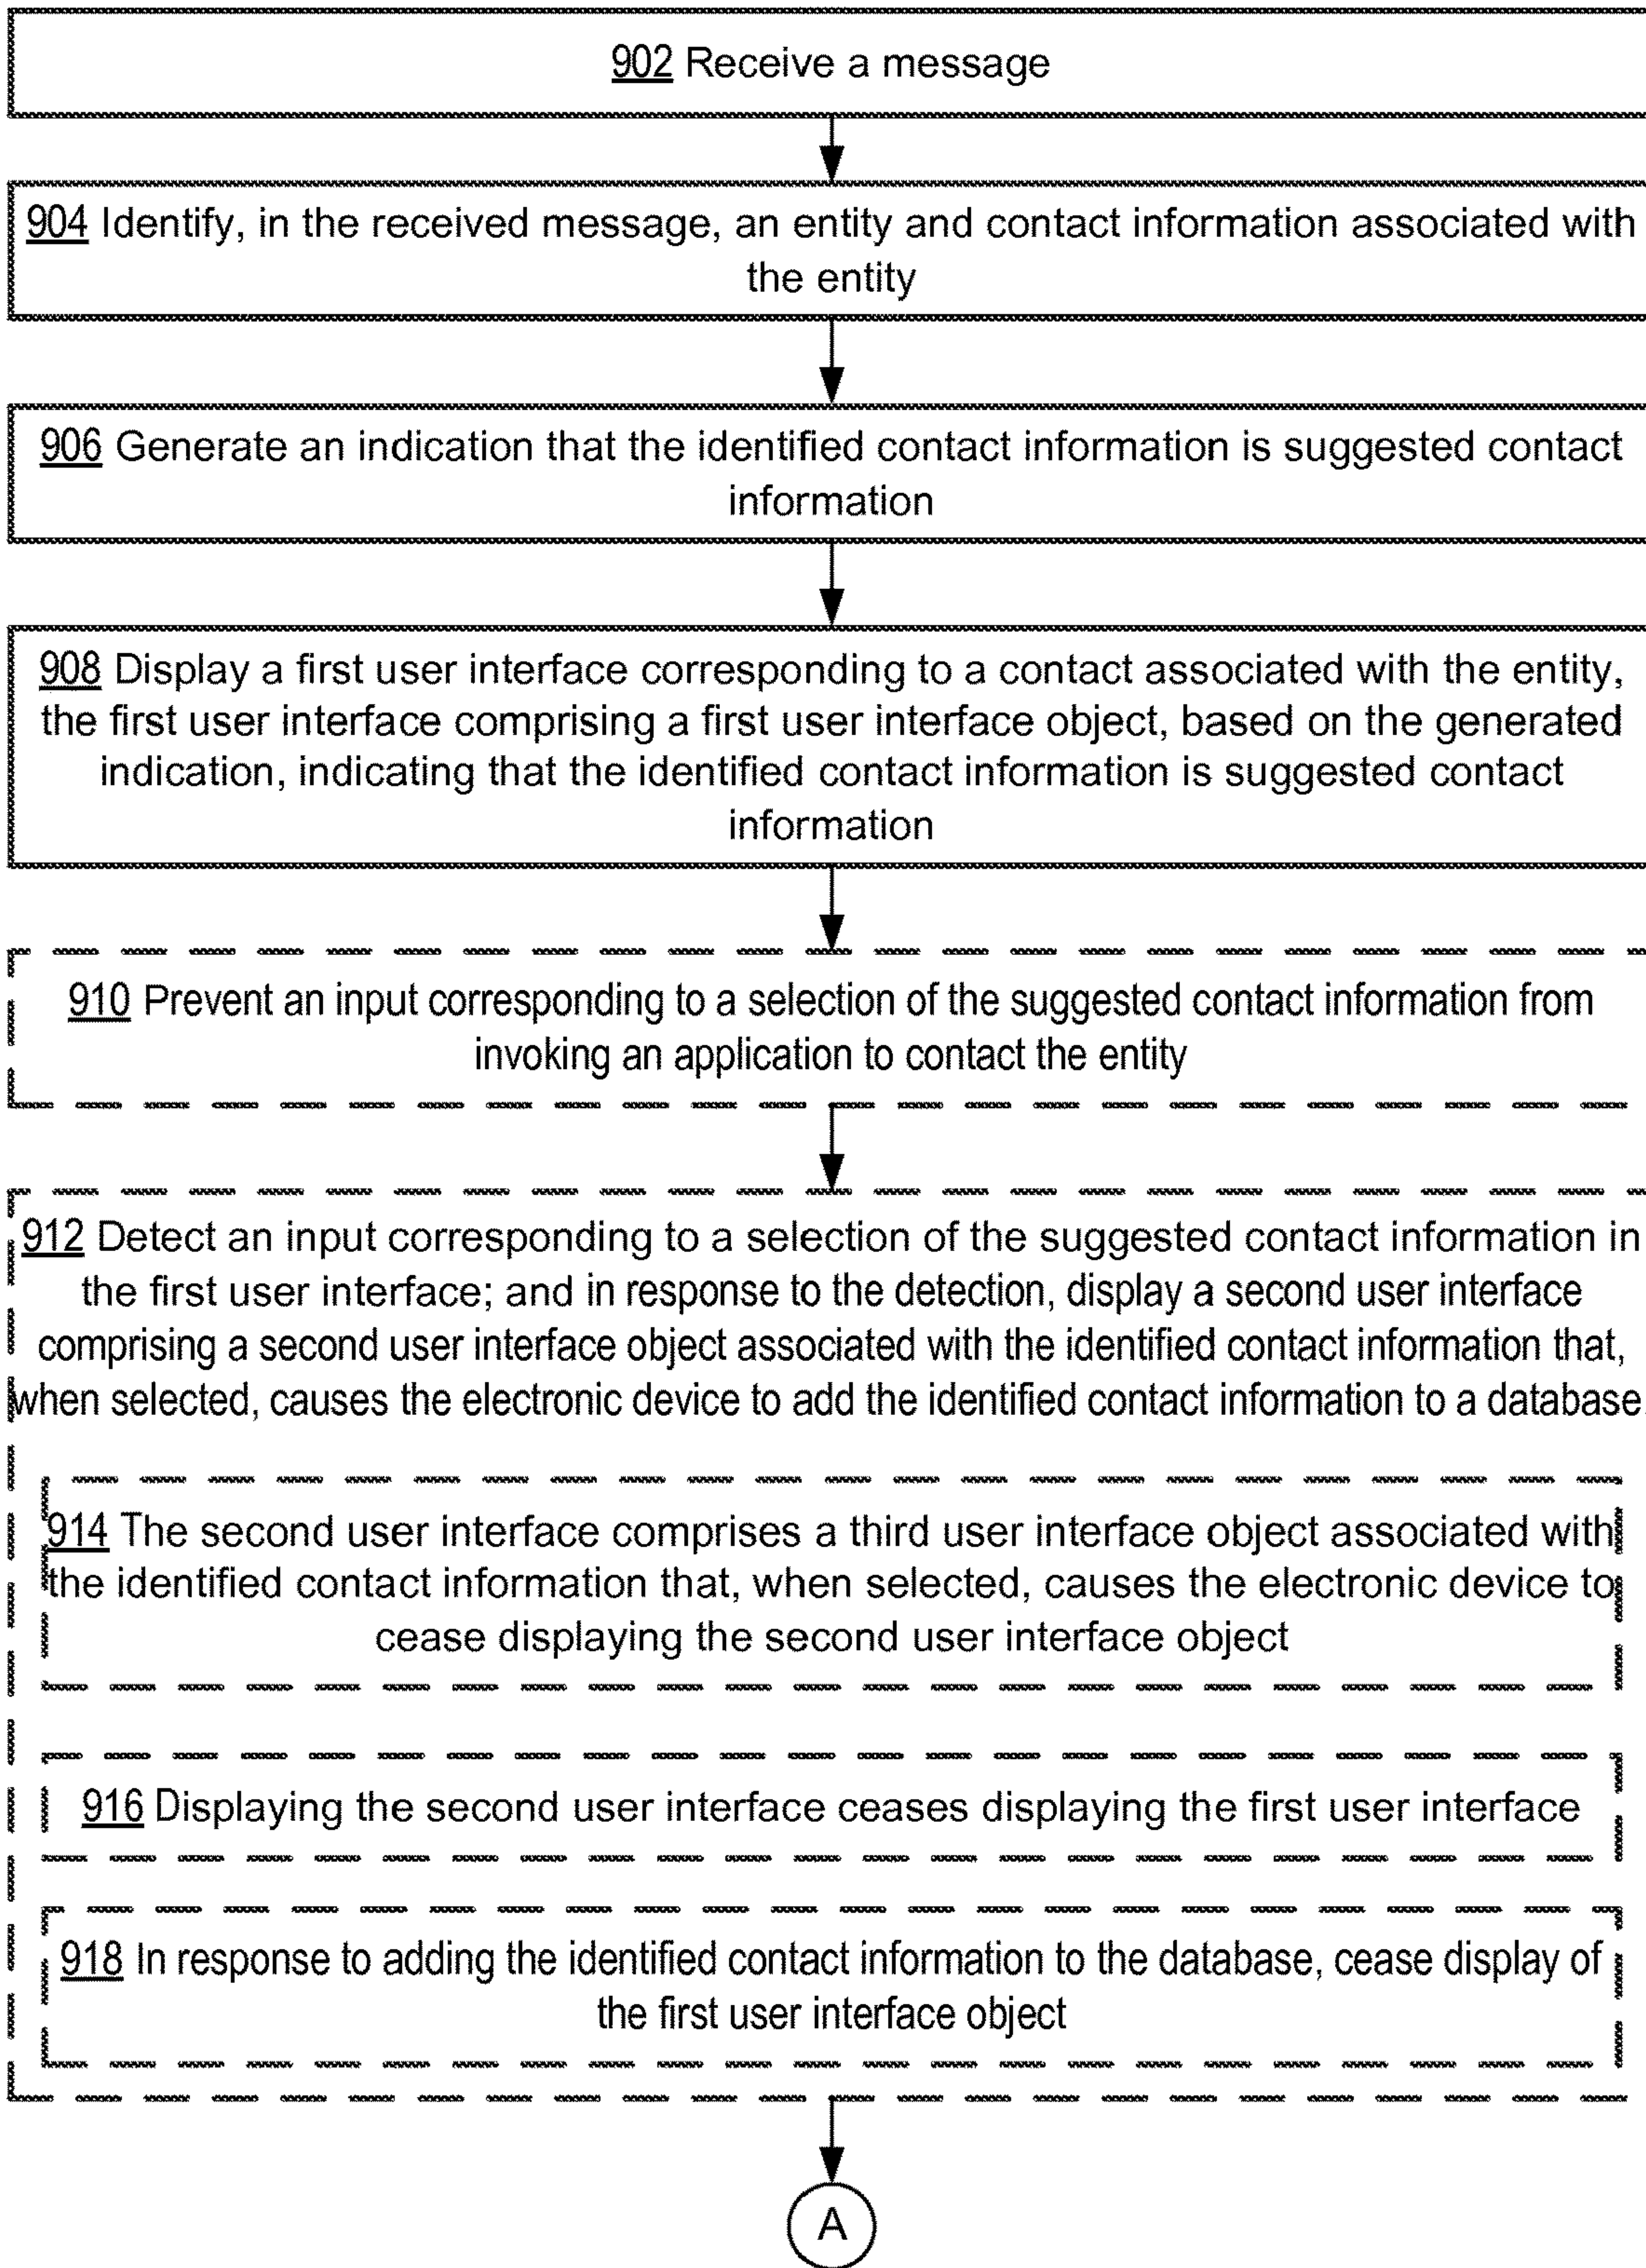 902 Receive a message
904 Identify, in the received message, an entity and contact information associated with
the entity
906 Generate an indication that the identified contact information is suggested contact
information
908 Display a first user interface corresponding to a contact associated with the entity,
the first user interface comprising a first user interface object, based on the generated
indication, indicating that the identified contact information is suggested contact
information
910 Prevent an input corresponding to a selection of the suggested contact information from
invoking an application to contact the entity
912 Detect an input corresponding to a selection of the suggested contact information in
the first user interface; and in response to the detection, display a second user interface
comprising a second user interface object associated with the identified contact information that,
when selected, causes the electronic device to add the identified contact information to a database.
914 The second user interface comprises a third user interface object associated with
the identified contact information that, when selected, causes the electronic device to
cease displaying the second user interface object
916 Displaying the second user interface ceases displaying the first user interface
918 In response to adding the identified contact information to the database, cease display of
the first user interface object
A